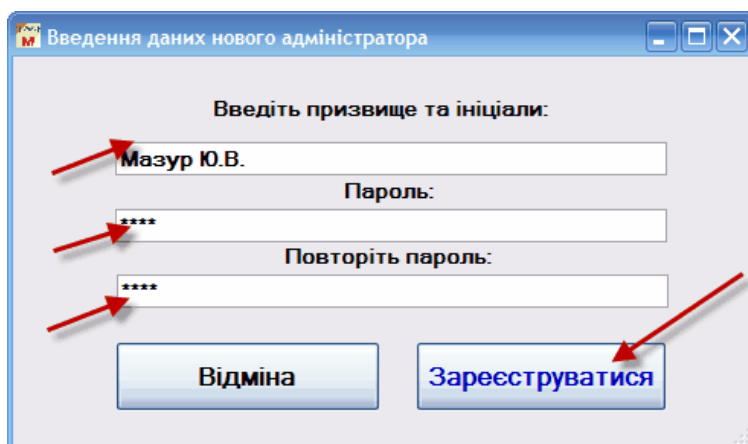 Введення даних нового адміністратора
Введіть призвище та ініціали:
Мазур Ю.В.
Пароль:
****
Повторіть пароль:
****
Відміна Зареєструватися